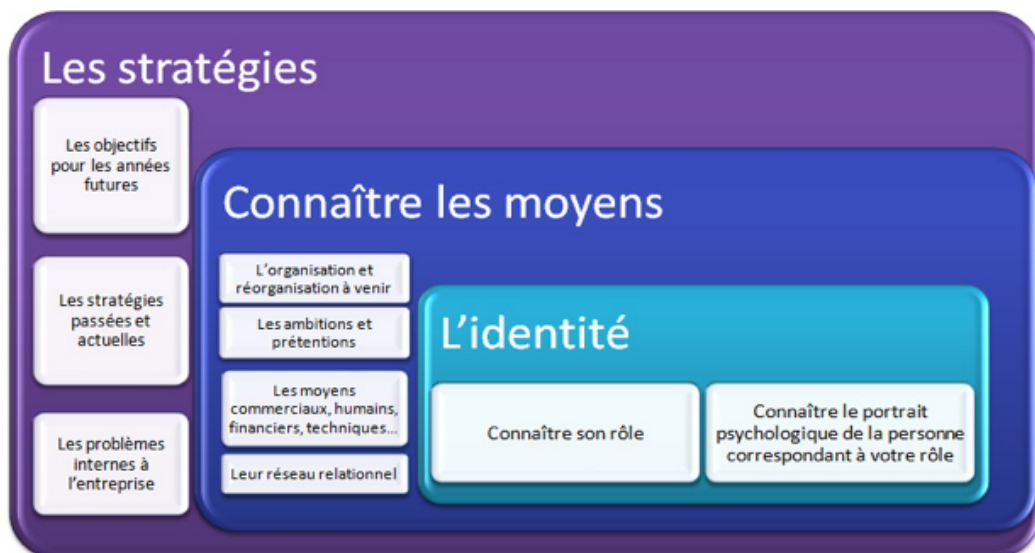 Les stratégies
Les objectifs
pour les années
futures
Les stratégies
passées et
actuelles
Les problèmes
internes à
l'entreprise
Connaître les moyens
L'organisation et
réorganisation à venir
Les ambitions et
prétentions
Les moyens
commerciaux, humains,
financiers, techniques...
Leur réseau relationnel
L'identité
Connaître son rôle
Connaître le portrait
psychologique de la personne
correspondant à votre rôle